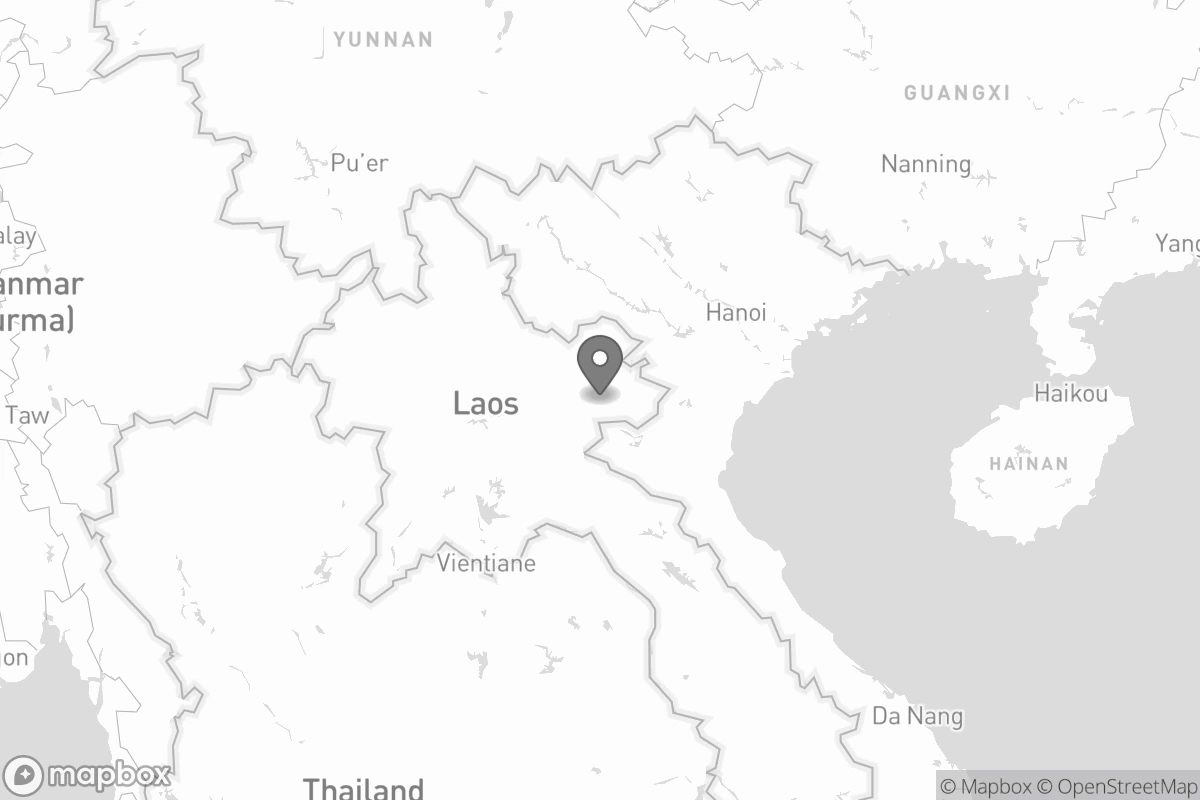 YUNNAN
GUANGXI
Pu'er
Nanning
alay
Yang
anmar
urma)
Hanoi
Laos
Haikou
Taw
HAINAN
Vientiane
gon
Da Nang
mapbox
Thailand
© Mapbox © OpenStreetMap